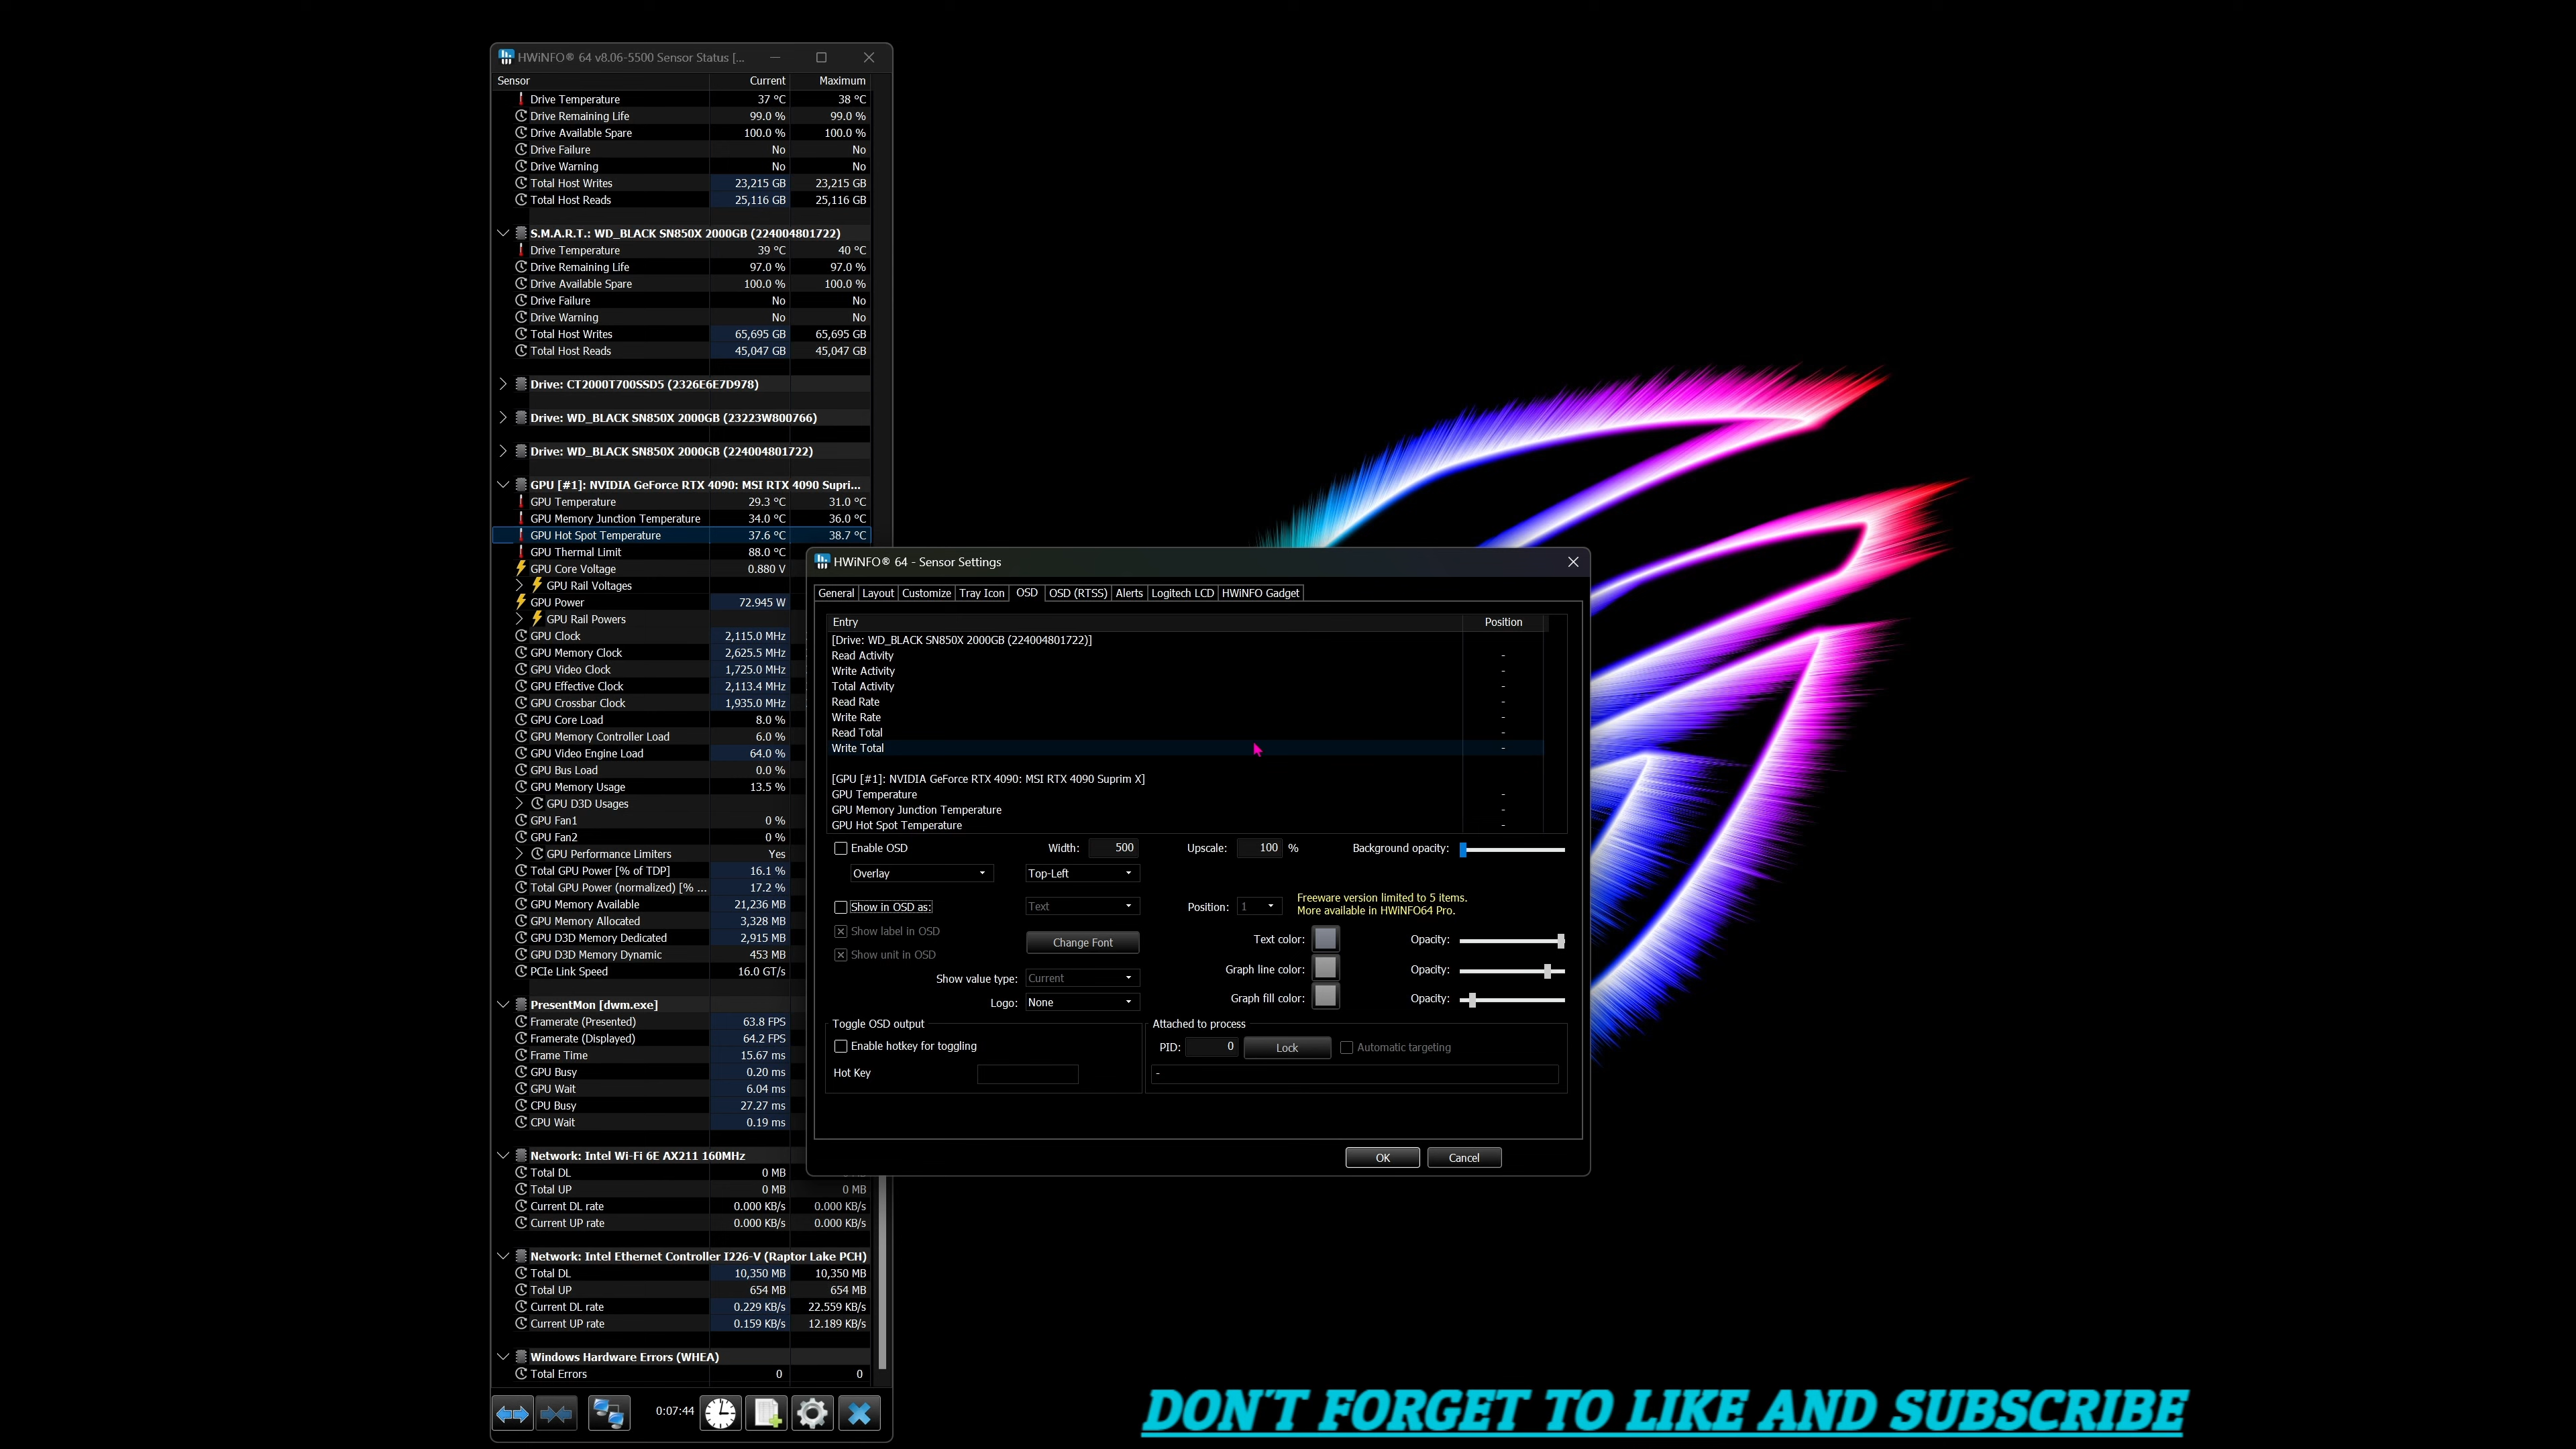 HWiNFO® 64 v8.06-5500 Sensor Status [...
Sensor Current Maximum
Drive Temperature 37 °C 38 °C
Drive Remaining Life 99.0 % 99.0 %
Drive Available Spare 100.0 % 100.0 %
Drive Failure No No
Drive Warning No No
Total Host Writes 23,215 GB 23,215 GB
Total Host Reads 25,116 GB 25,116 GB
S.M.A.R.T.: WD_BLACK SN850X 2000GB (224004801722)
Drive Temperature 39 °C 40 °C
Drive Remaining Life 97.0 % 97.0 %
Drive Available Spare 100.0 % 100.0 %
Drive Failure No No
Drive Warning No No
Total Host Writes 65,695 GB 65,695 GB
Total Host Reads 45,047 GB 45,047 GB
Drive: CT2000T700SSD5 (2326E6E7D978)
Drive: WD_BLACK SN850X 2000GB (23223W800766)
Drive: WD_BLACK SN850X 2000GB (224004801722)
GPU [#1]: NVIDIA GeForce RTX 4090: MSI RTX 4090 Supri...
GPU Temperature 29.3 °C 31.0 °C
GPU Memory Junction Temperature 34.0 °C 36.0 °C
GPU Hot Spot Temperature 37.6 °C 38.7 °C
GPU Thermal Limit 88.0 °C
GPU Core Voltage 0.880 V
GPU Rail Voltages
GPU Power 72.945 W
GPU Rail Powers
GPU Clock 2,115.0 MHz
GPU Memory Clock 2,625.5 MHz
GPU Video Clock 1,725.0 MHz
GPU Effective Clock 2,113.4 MHz
GPU Crossbar Clock 1,935.0 MHz
GPU Core Load 8.0 %
GPU Memory Controller Load 6.0 %
GPU Video Engine Load 64.0 %
GPU Bus Load 0.0 %
GPU Memory Usage 13.5 %
GPU D3D Usages
GPU Fan1 0 %
GPU Fan2 0 %
GPU Performance Limiters Yes
Total GPU Power [% of TDP] 16.1 %
Total GPU Power (normalized) [% ... 17.2 %
GPU Memory Available 21,236 MB
GPU Memory Allocated 3,328 MB
GPU D3D Memory Dedicated 2,915 MB
GPU D3D Memory Dynamic 453 MB
PCIe Link Speed 16.0 GT/s
PresentMon [dwm.exe]
Framerate (Presented) 63.8 FPS
Framerate (Displayed) 64.2 FPS
Frame Time 15.67 ms
GPU Busy 0.20 ms
GPU Wait 6.04 ms
CPU Busy 27.27 ms
CPU Wait 0.19 ms
Network: Intel Wi-Fi 6E AX211 160MHz
Total DL 0 MB
Total UP 0 MB 0 MB
Current DL rate 0.000 KB/s 0.000 KB/s
Current UP rate 0.000 KB/s 0.000 KB/s
Network: Intel Ethernet Controller I226-V (Raptor Lake PCH)
Total DL 10,350 MB 10,350 MB
Total UP 654 MB 654 MB
Current DL rate 0.229 KB/s 22.559 KB/s
Current UP rate 0.159 KB/s 12.189 KB/s
Windows Hardware Errors (WHEA)
Total Errors 0 0
0:07:44
HWiNFO® 64 - Sensor Settings
General Layout Customize Tray Icon OSD OSD (RTSS) Alerts Logitech LCD HWiNFO Gadget
Entry Position
[Drive: WD_BLACK SN850X 2000GB (224004801722)]
Read Activity -
Write Activity -
Total Activity -
Read Rate -
Write Rate -
Read Total -
Write Total -
[GPU [#1]: NVIDIA GeForce RTX 4090: MSI RTX 4090 Suprim X]
GPU Temperature -
GPU Memory Junction Temperature -
GPU Hot Spot Temperature -
Enable OSD Width: 500 Upscale: 100 % Background opacity:
Overlay Top-Left
Show in OSD as: Text Position: 1 Freeware version limited to 5 items.
More available in HWiNFO64 Pro.
Show label in OSD
Change Font Text color: Opacity:
Show unit in OSD
Graph line color: Opacity:
Show value type: Current
Graph fill color: Opacity:
Logo: None
Toggle OSD output Attached to process
Enable hotkey for toggling PID: 0 Lock Automatic targeting
Hot Key -
OK Cancel
DON'T FORGET TO LIKE AND SUBSCRIBE